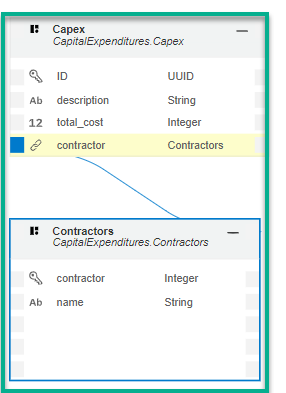 Capex
CapitalExpenditures.Capex
ID UUID
Ab description String
12 total_cost Integer
contractor Contractors
Contractors
CapitalExpenditures.Contractors
contractor Integer
Ab name String